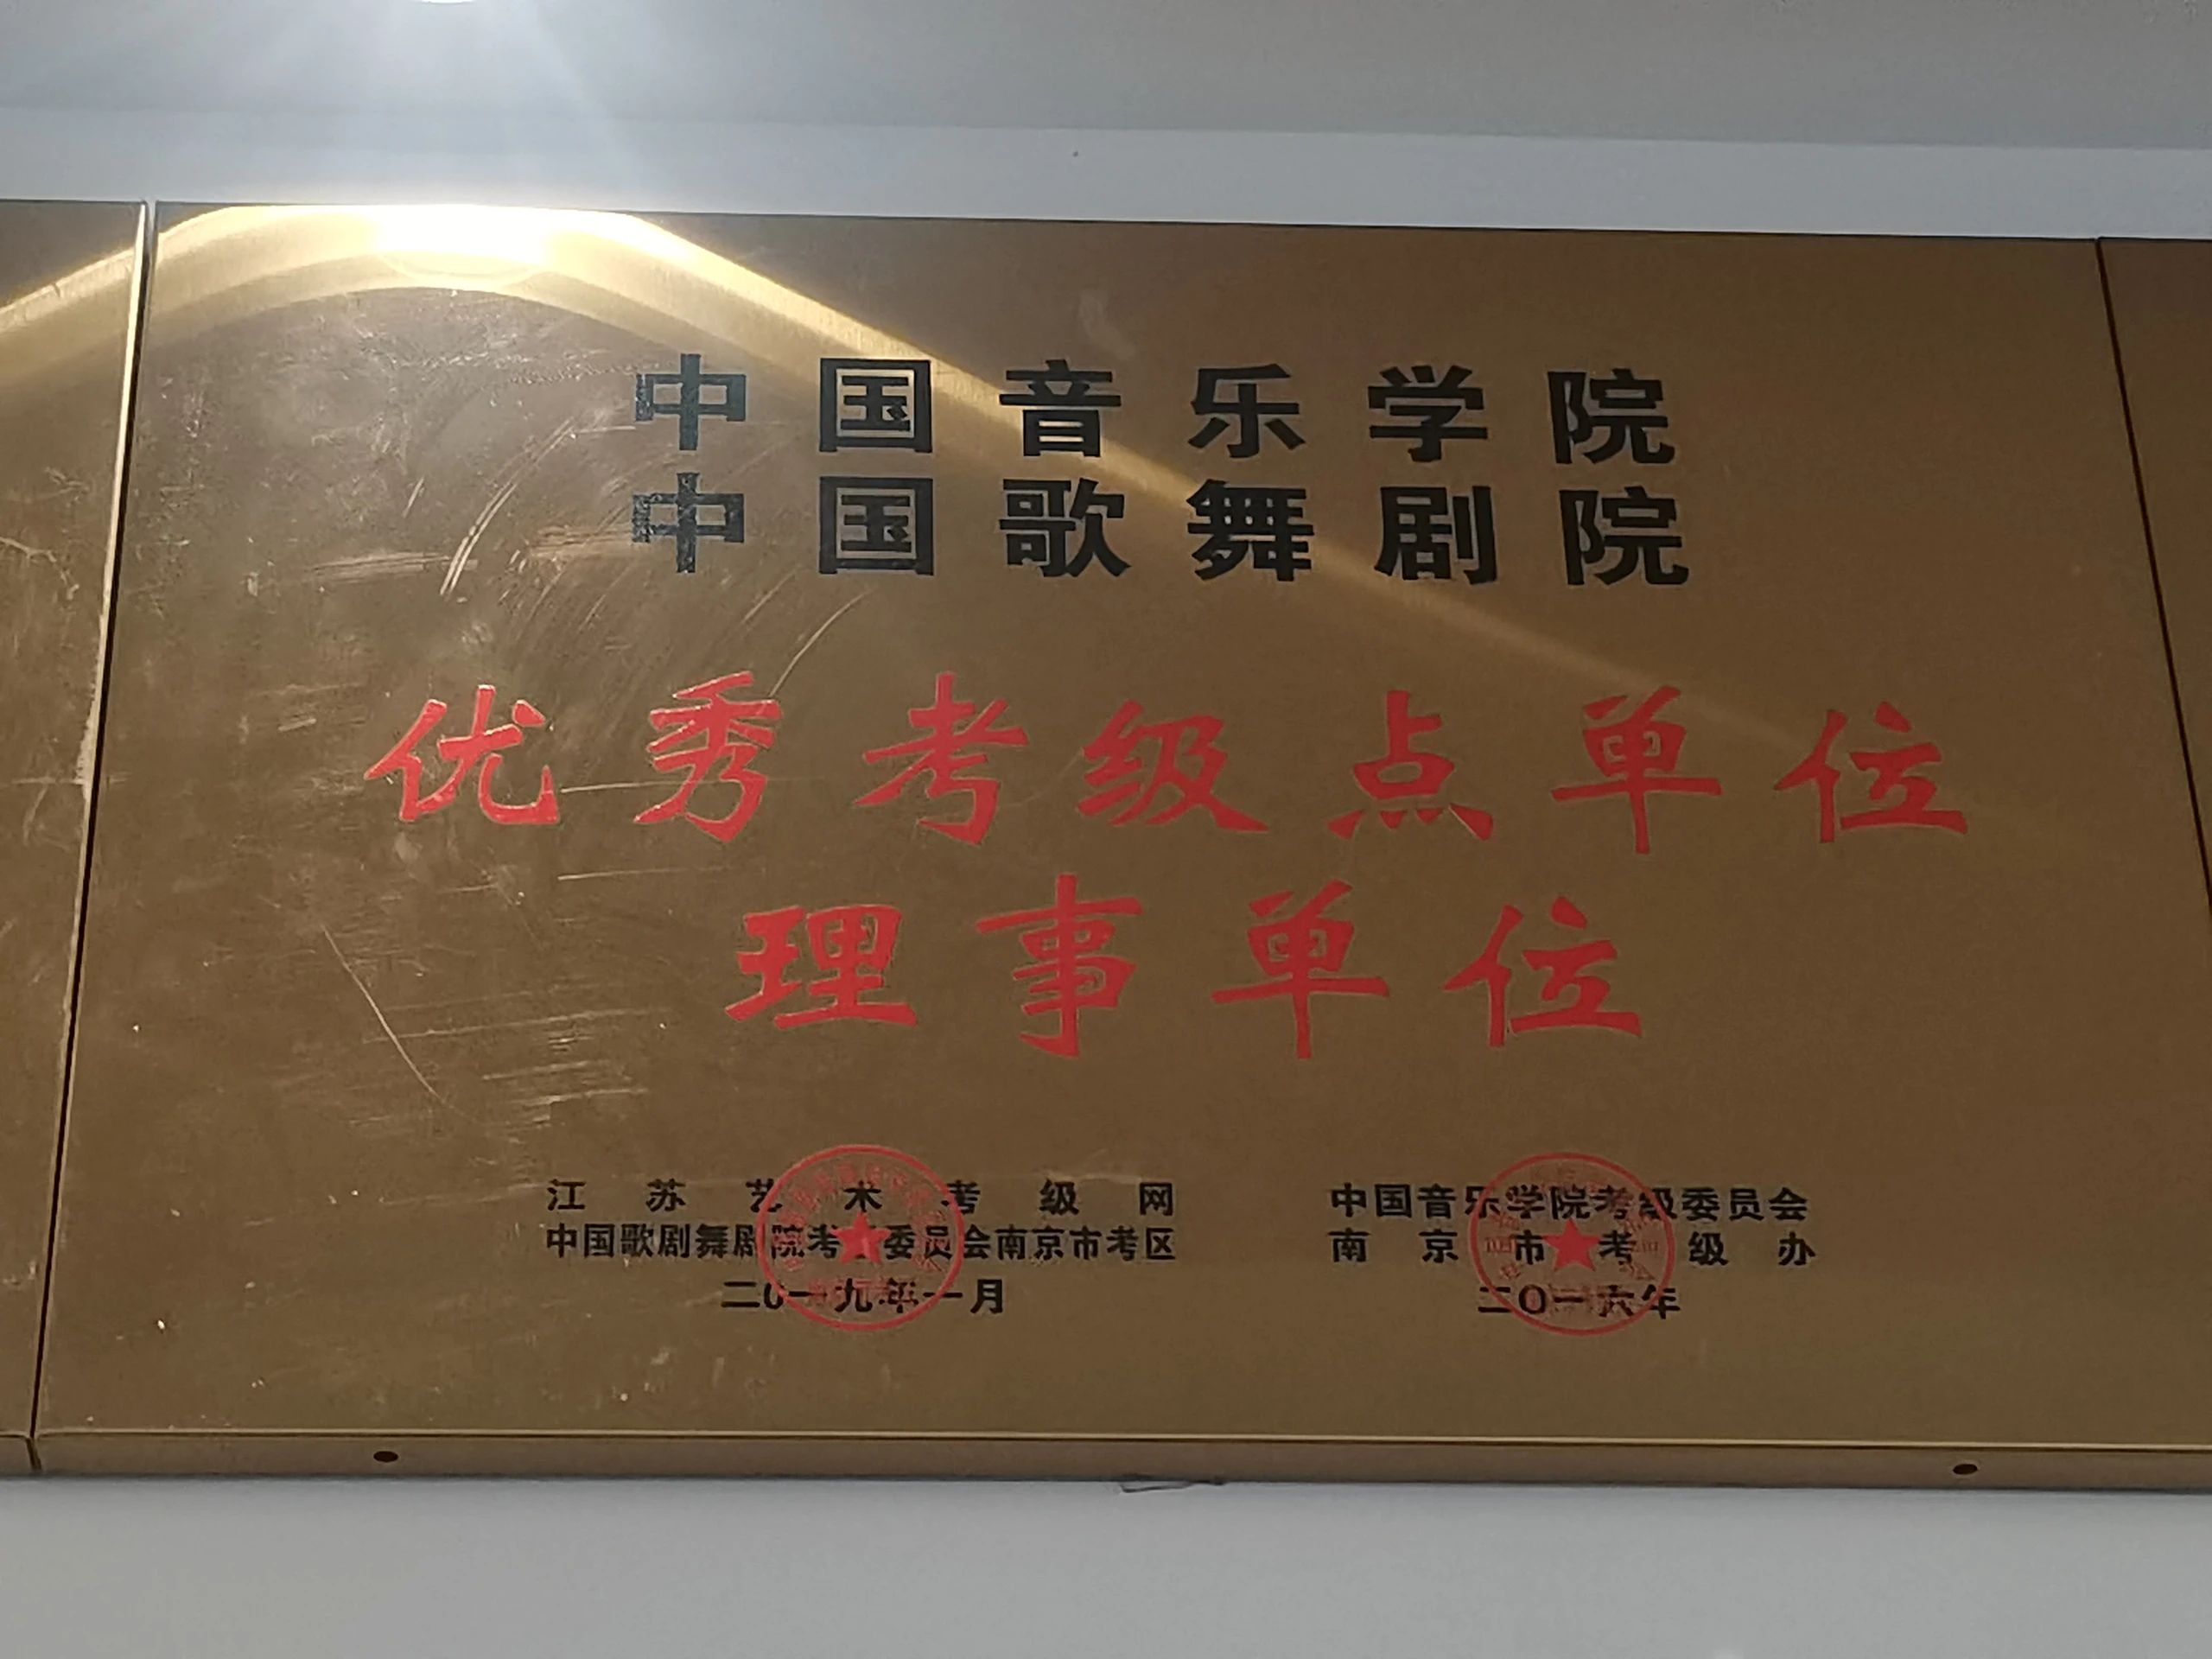 中国音乐学院
中国歌舞剧院
优秀考级点单位
理事单位
江苏艺术考级网
中国歌剧舞剧院考级委员会南京市考区
二〇一九年一月
中国音乐学院考级委员会
南京市考级办
二〇一六年